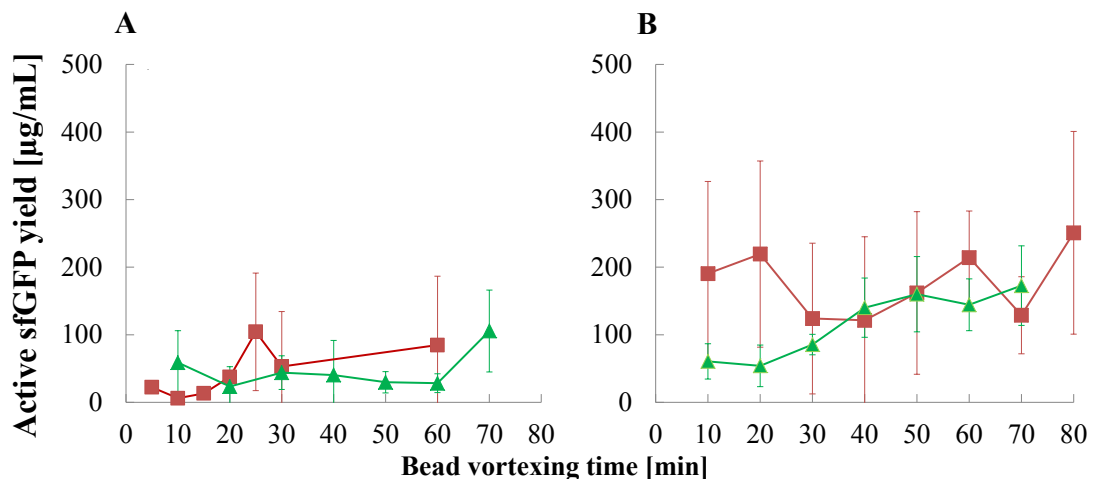 A B
Active sfGFP yield [µg/mL]
500 500
400 400
300 300
200 200
100 100
0 0
0 10 20 30 40 50 60 70 80 0 10 20 30 40 50 60 70 80
Bead vortexing time [min]